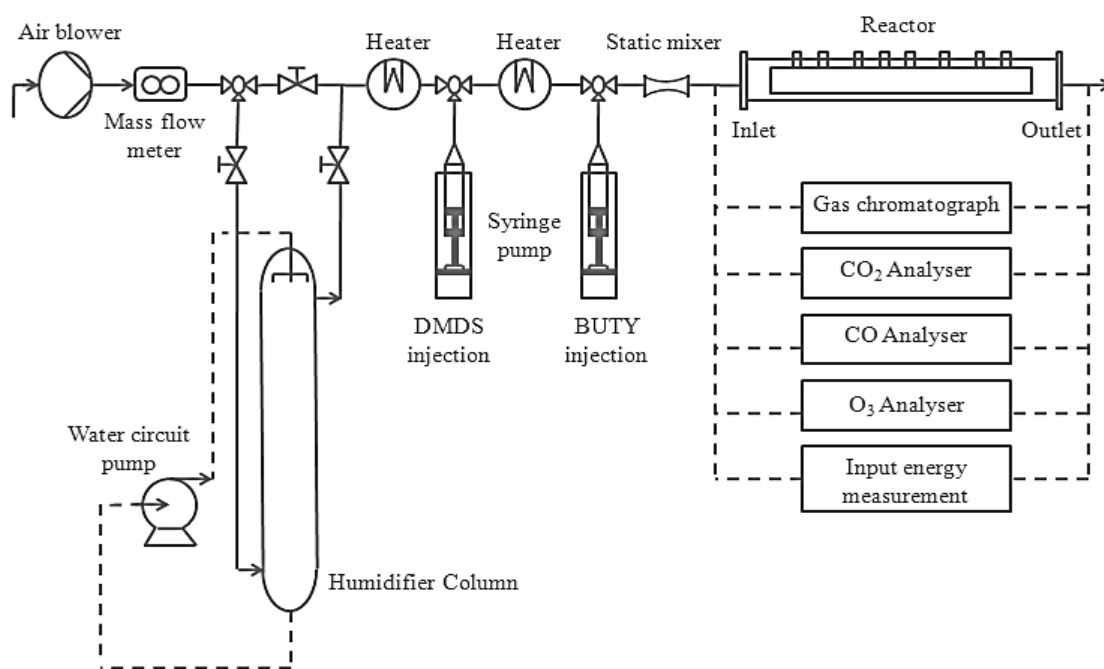 Air blower
Mass flow
meter
Heater
Heater
Static mixer
Reactor
Inlet
Outlet
Syringe
pump
DMDS
injection
BUTY
injection
Gas chromatograph
CO₂ Analyser
CO Analyser
O₃ Analyser
Input energy
measurement
Water circuit
pump
Humidifier Column